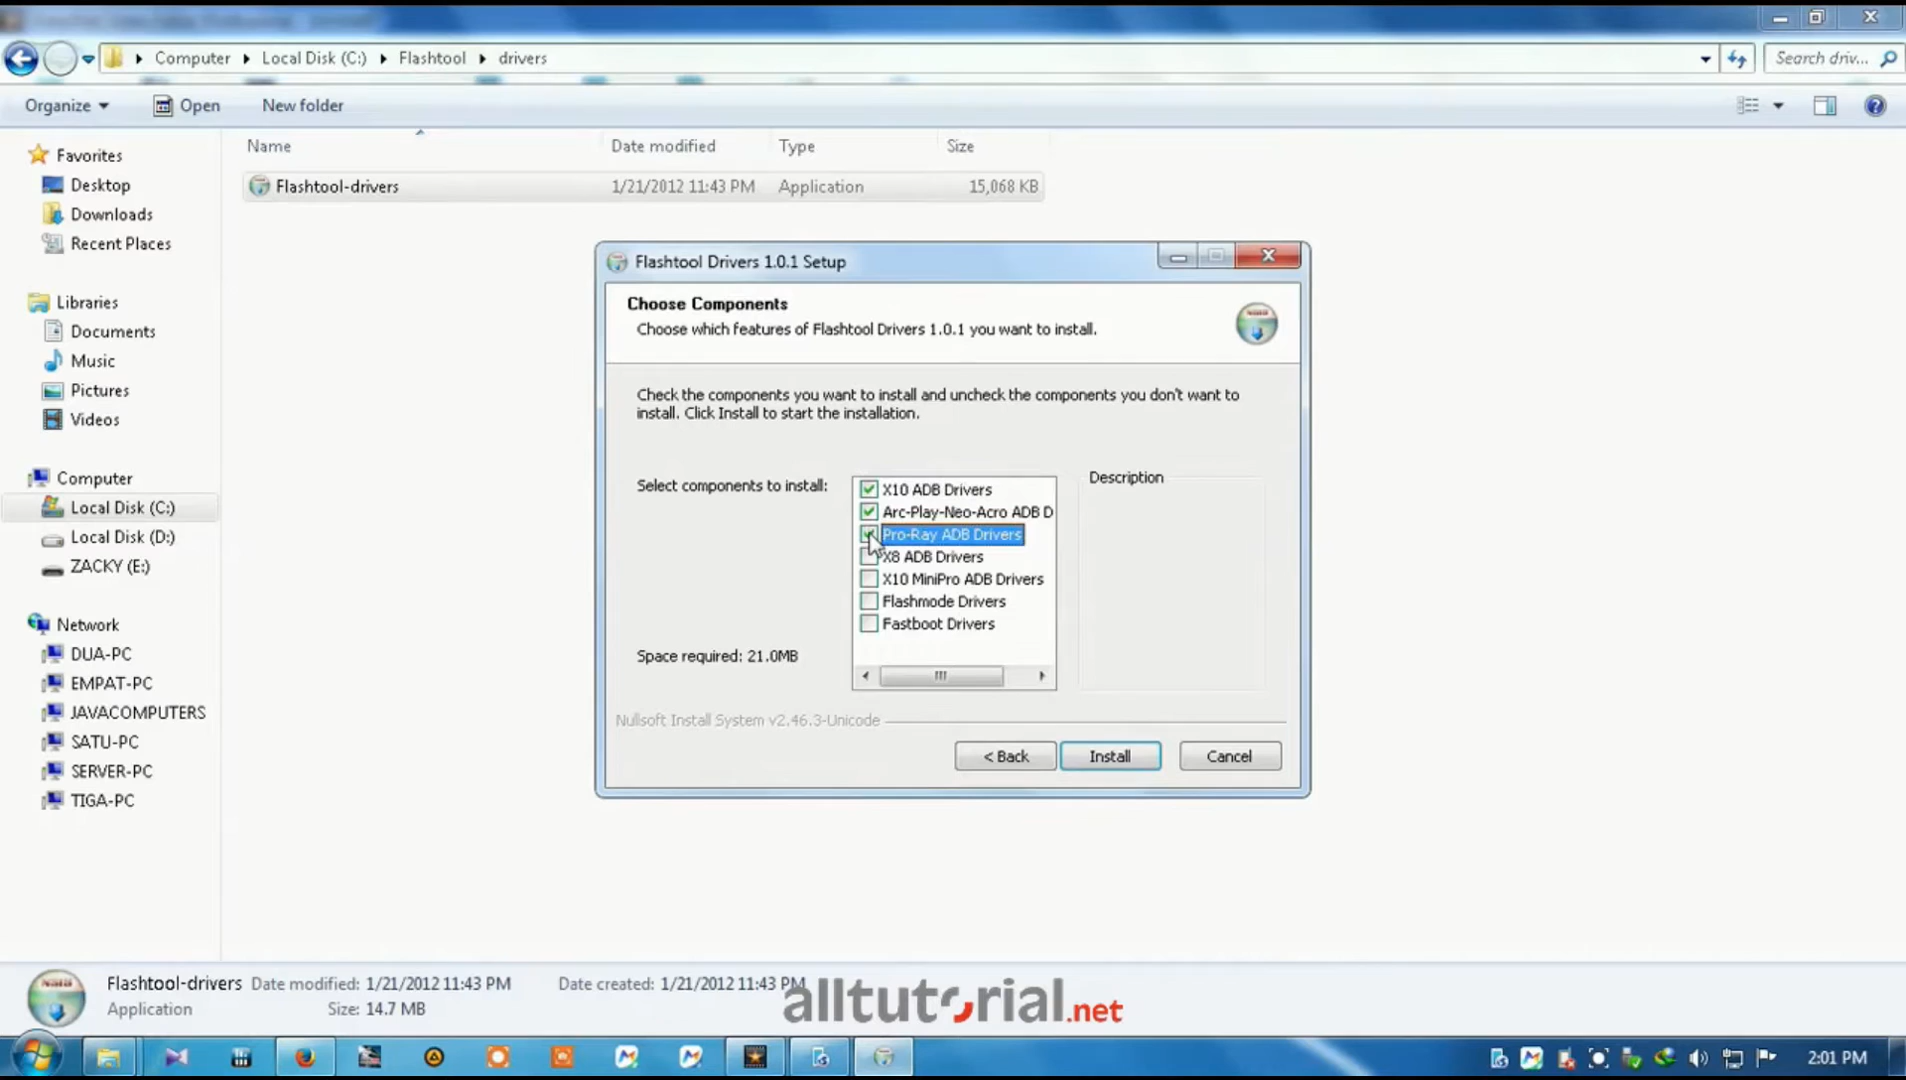 Computer Local Disk (C:) Flashtool drivers
Search driv...
Organize Open New folder
Name Date modified Type Size
Flashtool-drivers 1/21/2012 11:43 PM Application 15,068 KB
Favorites
Desktop
Downloads
Recent Places
Libraries
Documents
Music
Pictures
Videos
Computer
Local Disk (C:)
Local Disk (D:)
ZACKY (E:)
Network
DUA-PC
EMPAT-PC
JAVACOMPUTERS
SATU-PC
SERVER-PC
TIGA-PC
Flashtool Drivers 1.0.1 Setup
Choose Components
Choose which features of Flashtool Drivers 1.0.1 you want to install.
Check the components you want to install and uncheck the components you don't want to
install. Click Install to start the installation.
Select components to install:
X10 ADB Drivers
Arc-Play-Neo-Acro ADB D
Pro-Ray ADB Drivers
X8 ADB Drivers
X10 MiniPro ADB Drivers
Flashmode Drivers
Fastboot Drivers
Description
Space required: 21.0MB
Nullsoft Install System v2.46.3-Unicode
< Back Install Cancel
Flashtool-drivers Date modified: 1/21/2012 11:43 PM Date created: 1/21/2012 11:43 PM
Application Size: 14.7 MB
alltutorial.net
2:01 PM